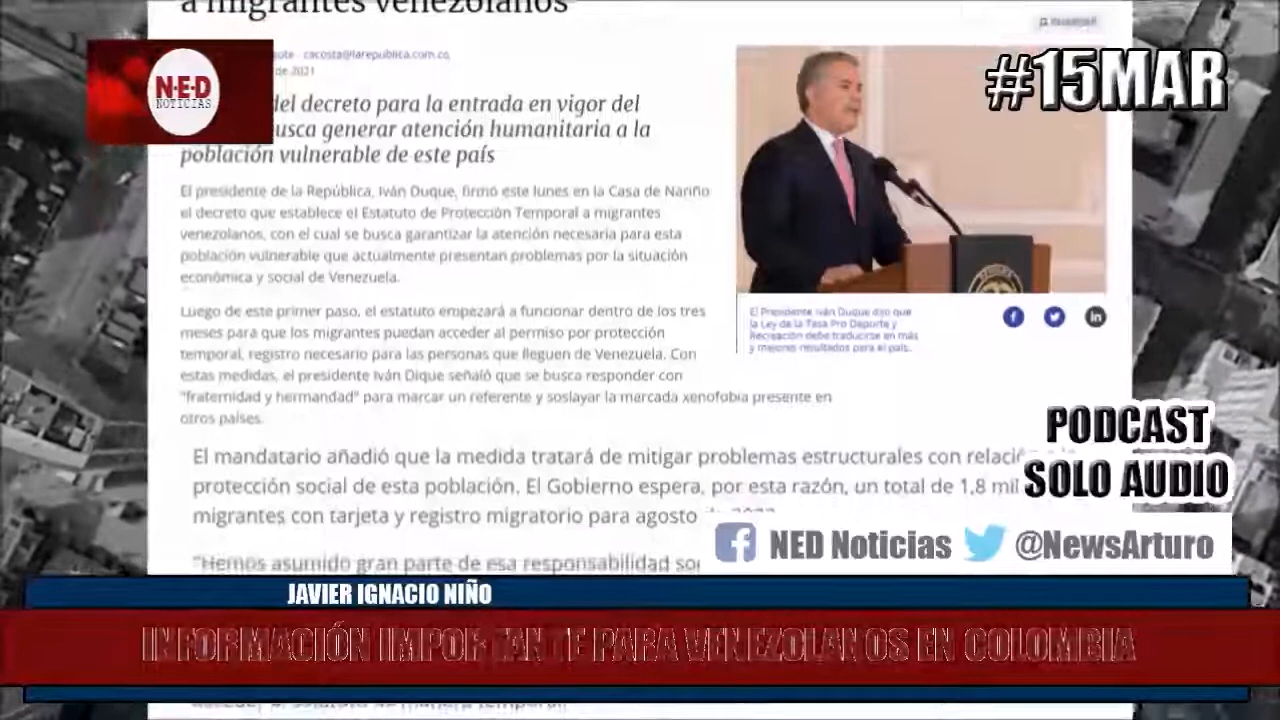 a migrantes venezolanos
cacosta@larepublica.com.co
de 2021
N·E·D
NOTICIAS
#15MAR
del decreto para la entrada en vigor del
usca generar atención humanitaria a la
población vulnerable de este país
El presidente de la República, Iván Duque, firmó este lunes en la Casa de Nariño
el decreto que establece el Estatuto de Protección Temporal a migrantes
venezolanos, con el cual se busca garantizar la atención necesaria para esta
población vulnerable que actualmente presentan problemas por la situación
económica y social de Venezuela.
Luego de este primer paso, el estatuto empezará a funcionar dentro de los tres
meses para que los migrantes puedan acceder al permiso por protección
temporal, registro necesario para las personas que lleguen de Venezuela. Con
estas medidas, el presidente Iván Dique señaló que se busca responder con
"fraternidad y hermandad" para marcar un referente y soslayar la marcada xenofobia presente en
otros países.
El Presidente Iván Duque dijo que
la Ley de la Tasa Pro Deporte y
Recreación debe traducirse en más
y mejores resultados para el país.
El mandatario añadió que la medida tratará de mitigar problemas estructurales con relación
protección social de esta población. El Gobierno espera, por esta razón, un total de 1,8 mil
migrantes con tarjeta y registro migratorio para agosto de 2022
"Hemos asumido gran parte de esa responsabilidad
PODCAST
SOLO AUDIO
NED Noticias @NewsArturo
JAVIER IGNACIO NIÑO
INFORMACIÓN IMPORTANTE PARA VENEZOLANOS EN COLOMBIA